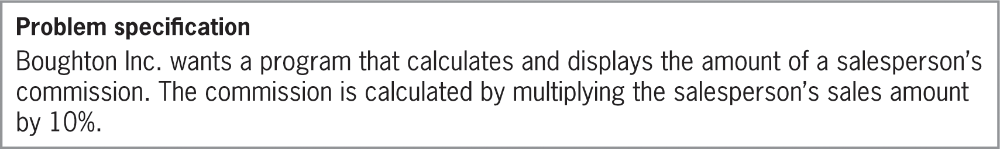 Problem specification
Boughton Inc. wants a program that calculates and displays the amount of a salesperson’s
commission. The commission is calculated by multiplying the salesperson’s sales amount
by 10%.